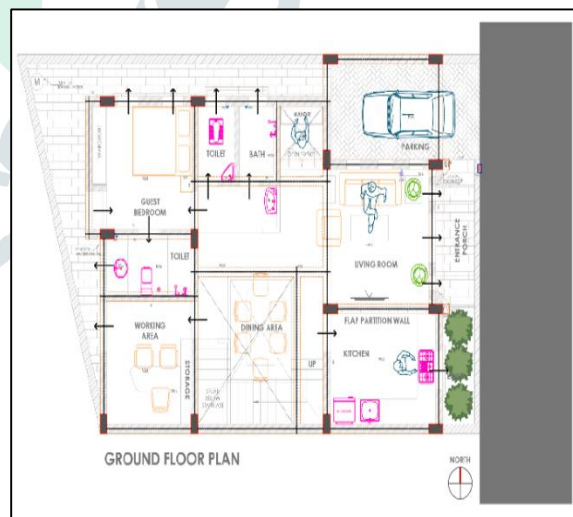 PARKING
TOILET
BATH
GUEST
BEDROOM
TOILET
LIVING ROOM
ENTRANCE
PORCH
WORKING
AREA
STORAGE
DINING AREA
UP
FLAP PARTITION WALL
KITCHEN
GROUND FLOOR PLAN
NORTH